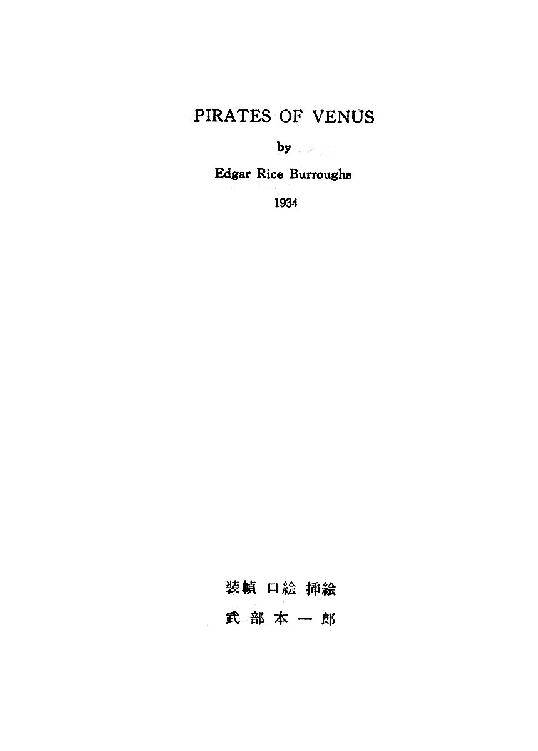 PIRATES OF VENUS
by
Edgar Rice Burroughs
1934
装幀 口絵 挿絵
武部本一郎